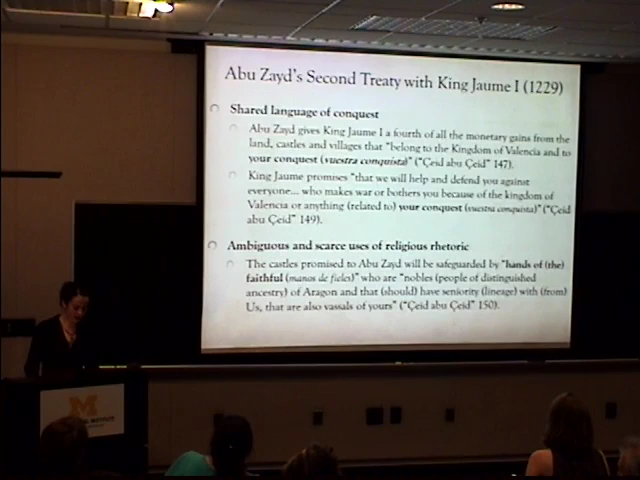 Abu Zayd's Second Treaty with King Jaume I (1229)
Shared language of conquest
Abu Zayd gives King Jaume I a fourth of all the monetary gains from the
land, castles and villages that "belong to the Kingdom of Valencia and to
your conquest (vuestra conquista)" ("Çeid abu Çeid" 147).
King Jaume promises "that we will help and defend you against
everyone... who makes war or bothers you because of the kingdom of
Valencia or anything (related to) your conquest (vuestra conquista)" ("Çeid
abu Çeid" 149).
Ambiguous and scarce uses of religious rhetoric
The castles promised to Abu Zayd will be safeguarded by "hands of (the)
faithful (manos de fieles)" who are "nobles (people of distinguished
ancestry) of Aragon and that (should) have seniority (lineage) with (from)
Us, that are also vassals of yours" ("Çeid abu Çeid" 150).
M
INSTITUTE